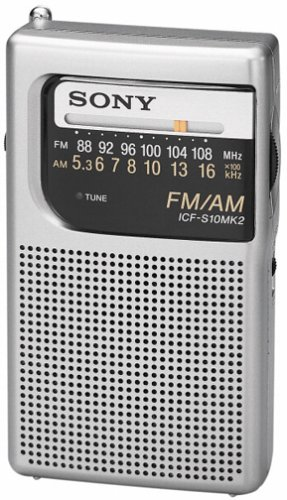 SONY
FM 88 92 96 100 104 108 MHz
AM 5.3 6 7 8 10 13 16 x100 kHz
TUNE
FM/AM
ICF-S10MK2